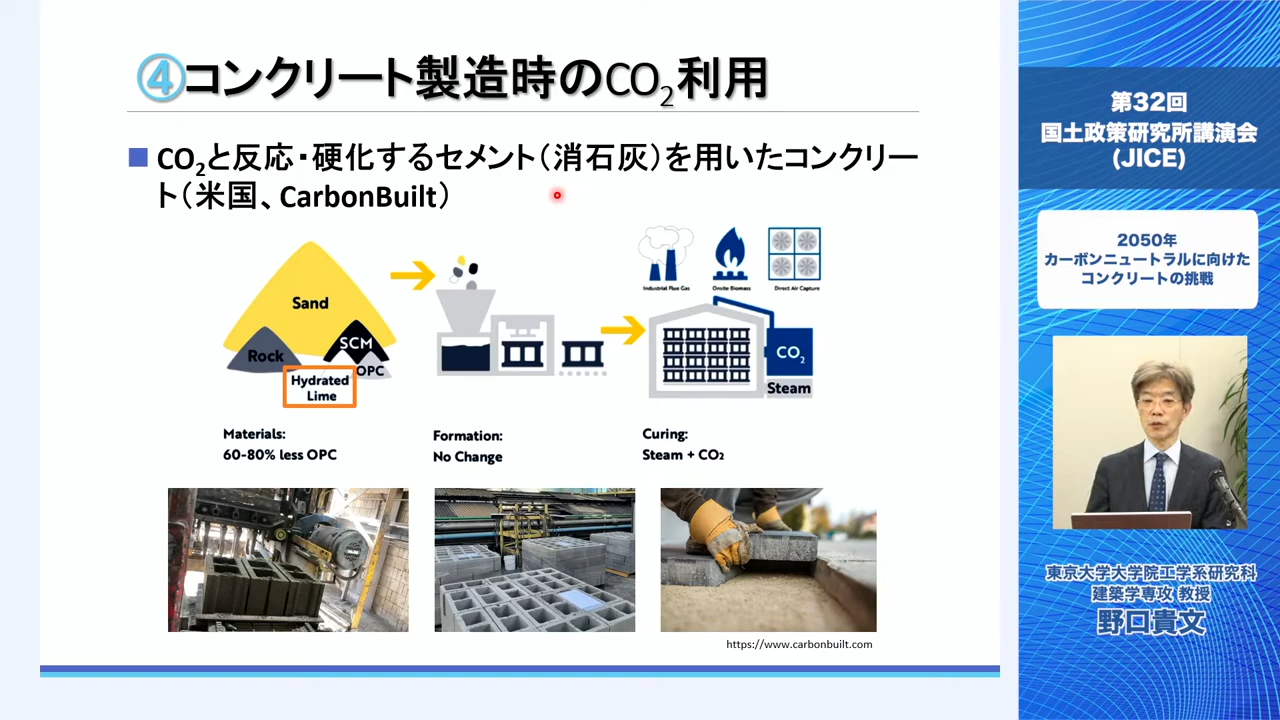 ④コンクリート製造時のCO₂利用
■ CO₂と反応・硬化するセメント（消石灰）を用いたコンクリー
ト（米国、CarbonBuilt）
Sand
Rock
SCM
OPC
Hydrated
Lime
Industrial Flue Gas
Onsite Biomass
Direct Air Capture
CO₂
Steam
Materials:
60-80% less OPC
Formation:
No Change
Curing:
Steam + CO₂
https://www.carbonbuilt.com
第32回
国土政策研究所講演会
(JICE)
2050年
カーボンニュートラルに向けた
コンクリートの挑戦
東京大学大学院工学系研究科
建築学専攻 教授
野口貴文